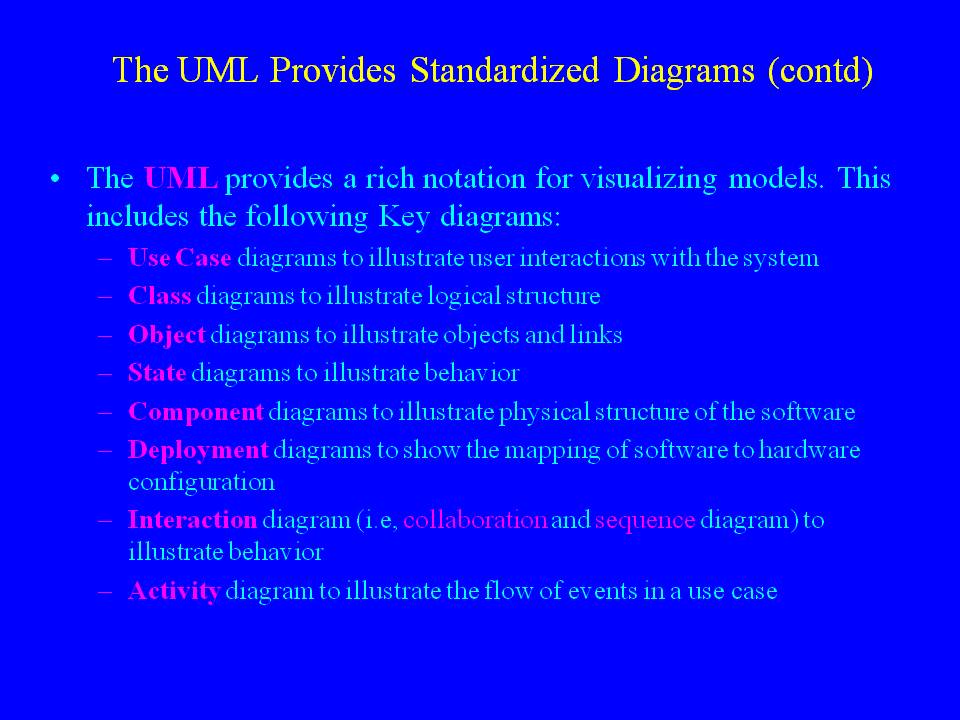 The UML Provides Standardized Diagrams (contd)
• The UML provides a rich notation for visualizing models. This
includes the following Key diagrams:
– Use Case diagrams to illustrate user interactions with the system
– Class diagrams to illustrate logical structure
– Object diagrams to illustrate objects and links
– State diagrams to illustrate behavior
– Component diagrams to illustrate physical structure of the software
– Deployment diagrams to show the mapping of software to hardware
configuration
– Interaction diagram (i.e, collaboration and sequence diagram) to
illustrate behavior
– Activity diagram to illustrate the flow of events in a use case